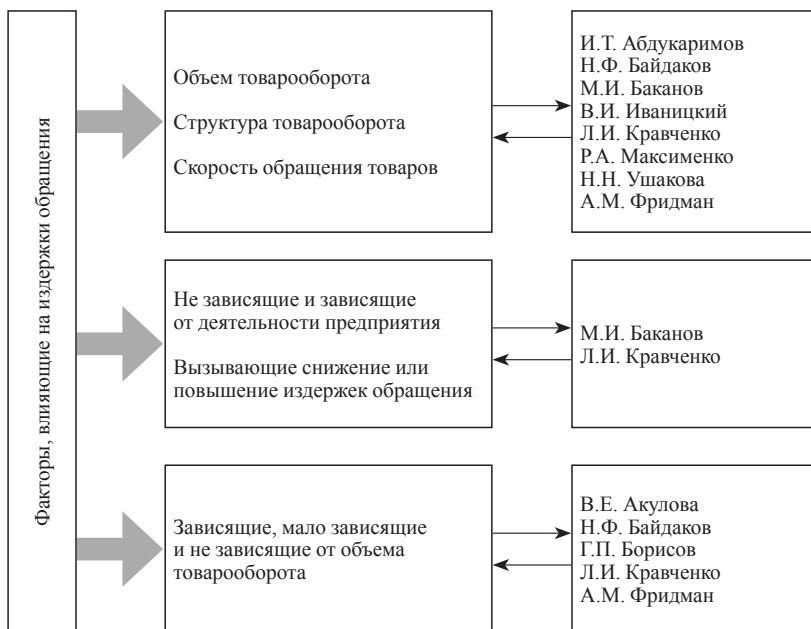 Факторы, влияющие на издержки обращения
Объем товарооборота
Структура товарооборота
Скорость обращения товаров
И.Т. Абдукаримов
Н.Ф. Байдаков
М.И. Баканов
В.И. Иваницкий
Л.И. Кравченко
Р.А. Максименко
Н.Н. Ушакова
А.М. Фридман
Не зависящие и зависящие
от деятельности предприятия
Вызывающие снижение или
повышение издержек обращения
М.И. Баканов
Л.И. Кравченко
Зависящие, мало зависящие
и не зависящие от объема
товарооборота
В.Е. Акулова
Н.Ф. Байдаков
Г.П. Борисов
Л.И. Кравченко
А.М. Фридман